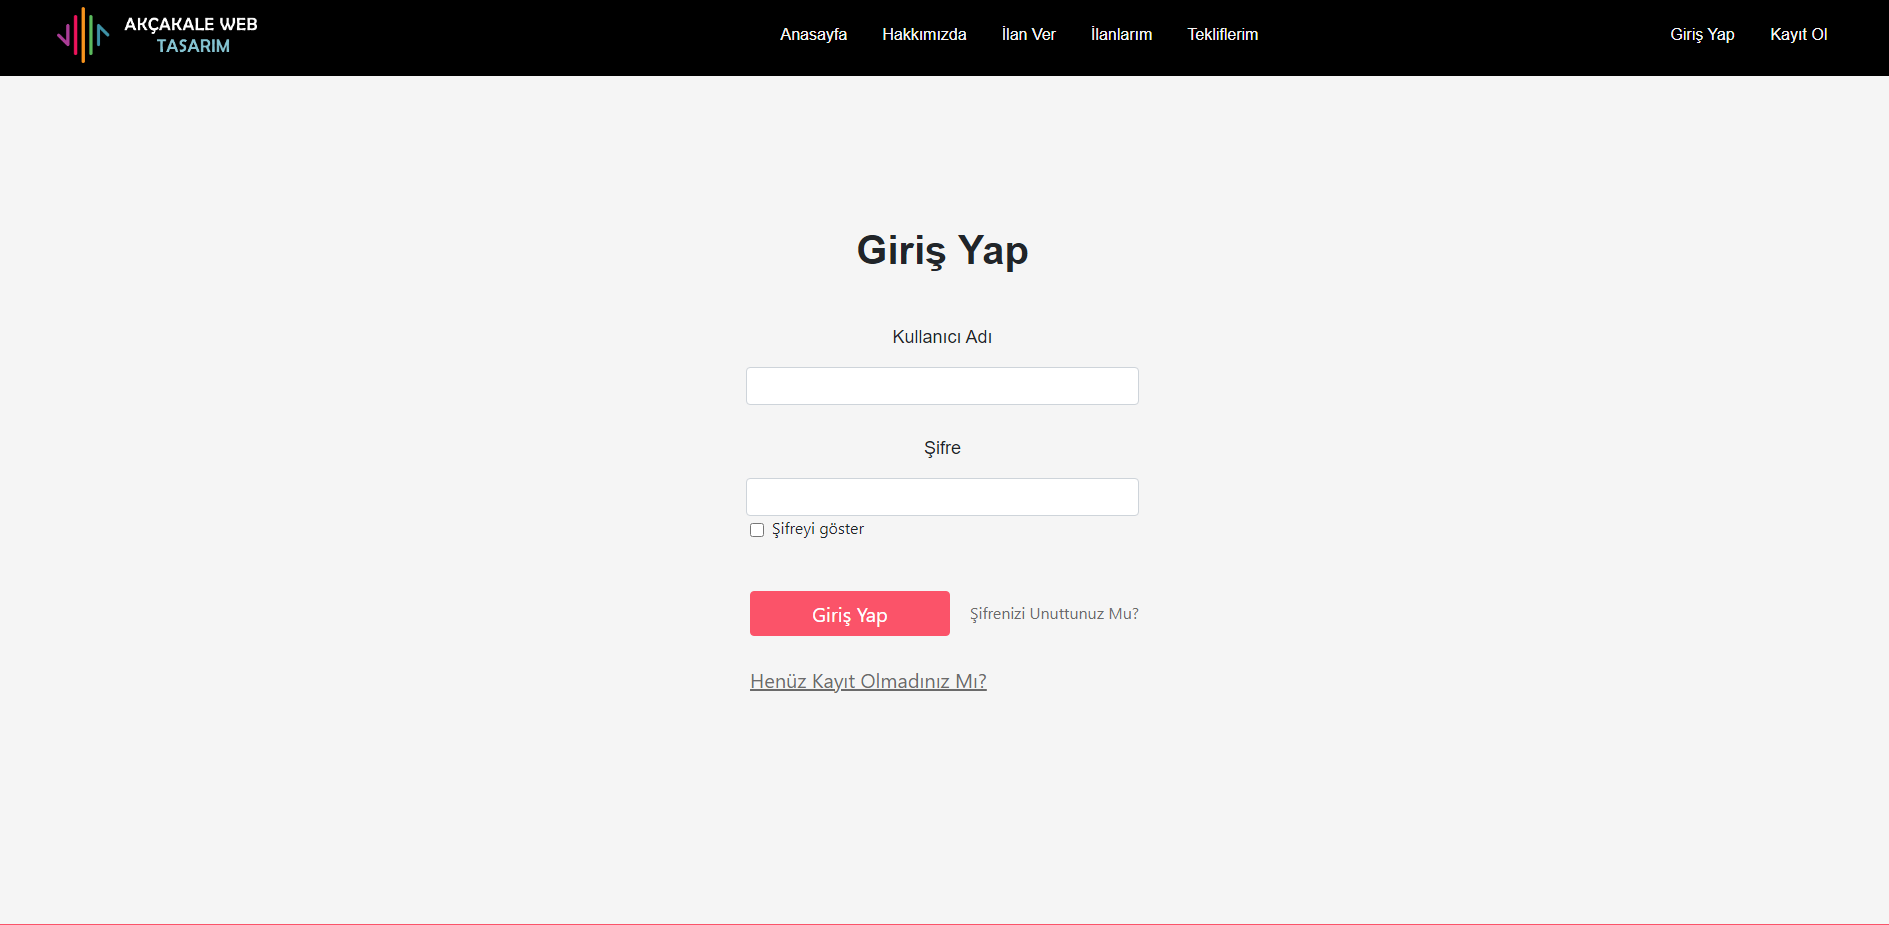 AKÇAKALE WEB
TASARIM
Anasayfa Hakkımızda İlan Ver İlanlarım Tekliflerim
Giriş Yap Kayıt Ol
Giriş Yap
Kullanıcı Adı
Şifre
Şifreyi göster
Giriş Yap Şifrenizi Unuttunuz Mu?
Henüz Kayıt Olmadınız Mı?